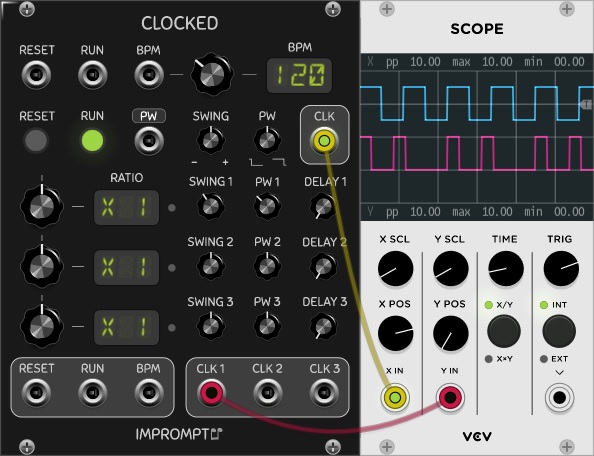 CLOCKED
SCOPE
RESET RUN BPM
BPM
120
X pp 10.00 max 10.00 min 00.00
RESET RUN PW SWING PW CLK
- +
T
RATIO
SWING 1 PW 1 DELAY 1
X 1
Y pp 10.00 max 10.00 min 00.00
SWING 2 PW 2 DELAY 2
X 1
X SCL Y SCL TIME TRIG
SWING 3 PW 3 DELAY 3
X 1
X POS Y POS X/Y INT
X×Y EXT
RESET RUN BPM CLK 1 CLK 2 CLK 3
X IN Y IN
IMPROMPTU
VCV